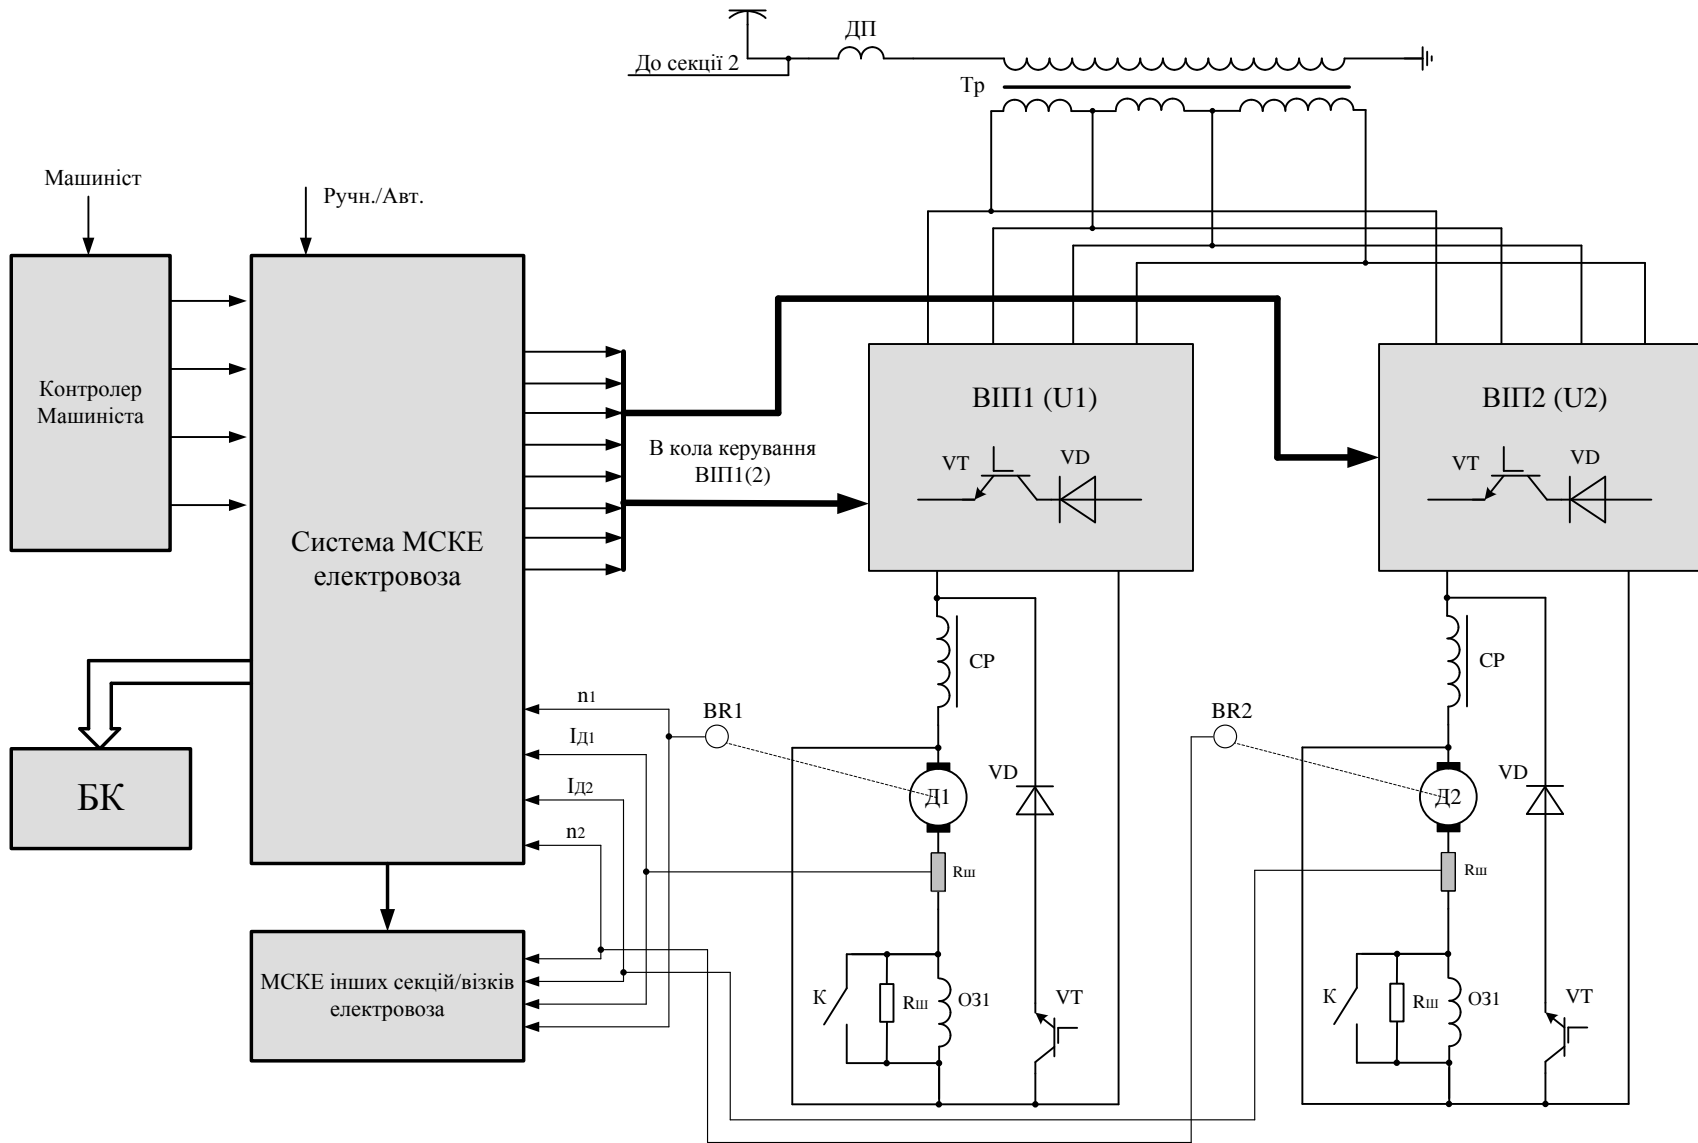 ДП
До секції 2
Тр
Машиніст
Ручн./Авт.
Контролер
Машиніста
Система МСКЕ
електровоза
В кола керування
ВІП1(2)
ВІП1 (U1)
VT
VD
ВІП2 (U2)
VT
VD
БК
n1
IД1
IД2
n2
BR1
СР
Д1
VD
Rш
К
Rш
ОЗ1
VT
BR2
СР
Д2
VD
Rш
К
Rш
ОЗ1
VT
МСКЕ інших секцій/візків
електровоза